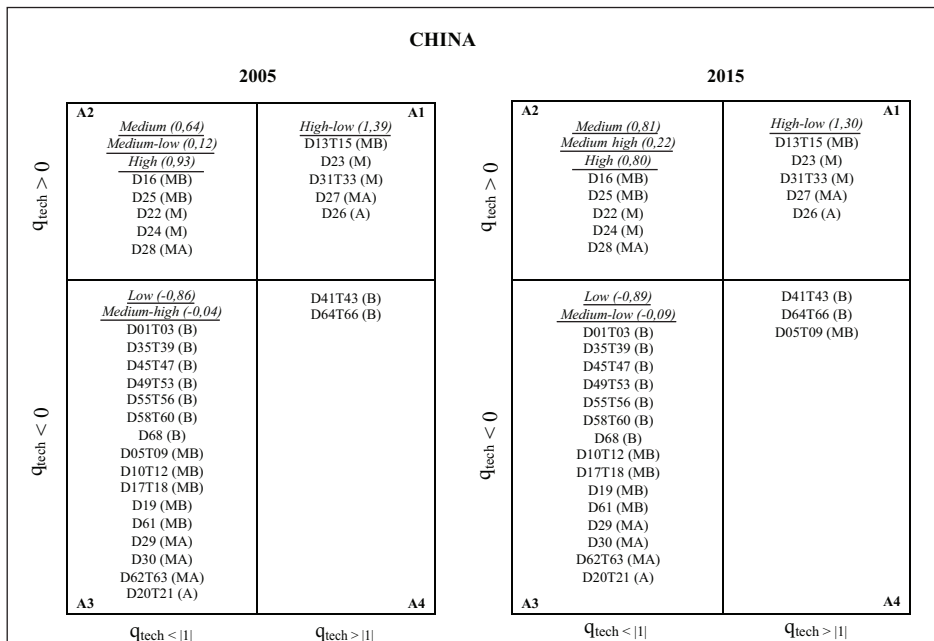 CHINA
2005
A2
Medium (0,64)
Medium-low (0,12)
High (0,93)
D16 (MB)
D25 (MB)
D22 (M)
D24 (M)
D28 (MA)
A1
High-low (1,39)
D13T15 (MB)
D23 (M)
D31T33 (M)
D27 (MA)
D26 (A)
qtech > 0
Low (-0,86)
Medium-high (-0,04)
D01T03 (B)
D35T39 (B)
D45T47 (B)
D49T53 (B)
D55T56 (B)
D58T60 (B)
D68 (B)
D05T09 (MB)
D10T12 (MB)
D17T18 (MB)
D19 (MB)
D61 (MB)
D29 (MA)
D30 (MA)
D62T63 (MA)
D20T21 (A)
A3
D41T43 (B)
D64T66 (B)
A4
qtech < 0
qtech < |1|
qtech > |1|
2015
A2
Medium (0,81)
Medium high (0,22)
High (0,80)
D16 (MB)
D25 (MB)
D22 (M)
D24 (M)
D28 (MA)
A1
High-low (1,30)
D13T15 (MB)
D23 (M)
D31T33 (M)
D27 (MA)
D26 (A)
qtech > 0
Low (-0,89)
Medium-low (-0,09)
D01T03 (B)
D35T39 (B)
D45T47 (B)
D49T53 (B)
D55T56 (B)
D58T60 (B)
D68 (B)
D10T12 (MB)
D17T18 (MB)
D19 (MB)
D61 (MB)
D29 (MA)
D30 (MA)
D62T63 (MA)
D20T21 (A)
A3
D41T43 (B)
D64T66 (B)
D05T09 (MB)
A4
qtech < 0
qtech < |1|
qtech > |1|